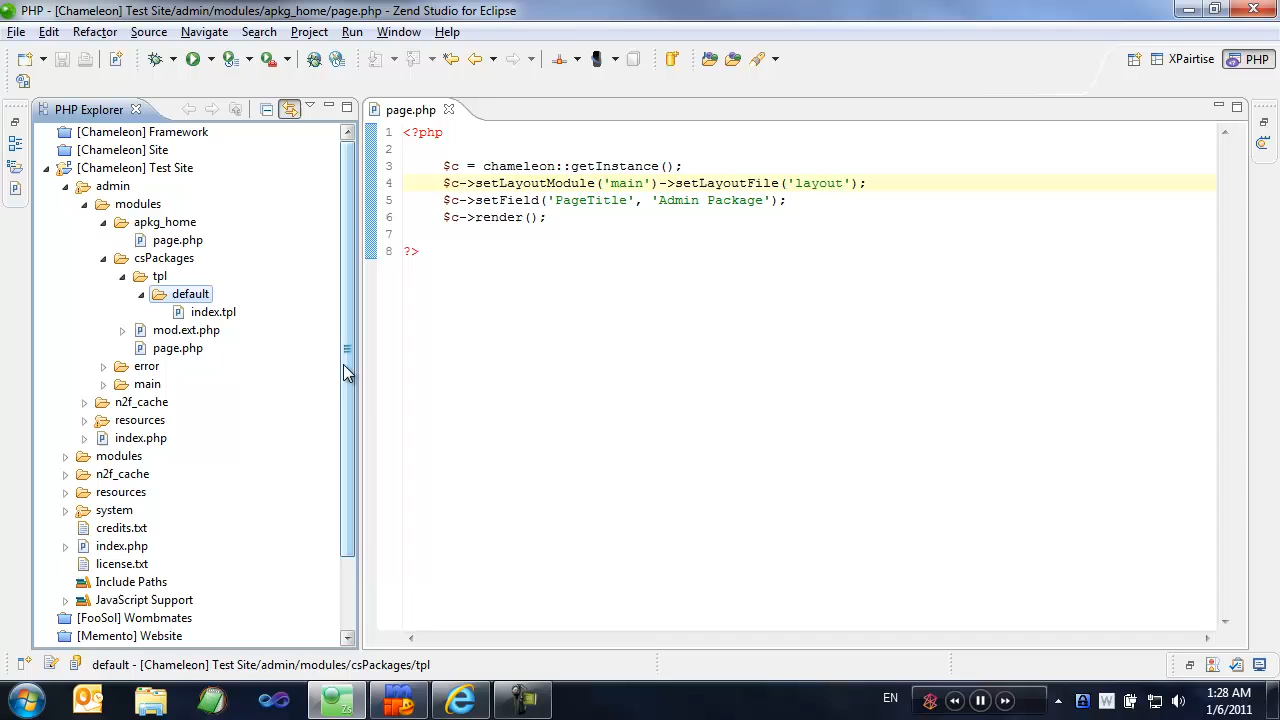 PHP - [Chameleon] Test Site/admin/modules/apkg_home/page.php - Zend Studio for Eclipse
File Edit Refactor Source Navigate Search Project Run Window Help
XPairtise PHP
PHP Explorer
[Chameleon] Framework
[Chameleon] Site
[Chameleon] Test Site
admin
modules
apkg_home
page.php
csPackages
tpl
default
index.tpl
mod.ext.php
page.php
error
main
n2f_cache
resources
index.php
modules
n2f_cache
resources
system
credits.txt
index.php
license.txt
Include Paths
JavaScript Support
[FooSol] Wombmates
[Memento] Website
page.php
1 <?php
2
3 $c = chameleon::getInstance();
4 $c->setLayoutModule('main')->setLayoutFile('layout');
5 $c->setField('PageTitle', 'Admin Package');
6 $c->render();
7
8 ?>
default - [Chameleon] Test Site/admin/modules/csPackages/tpl
EN
1:28 AM
1/6/2011